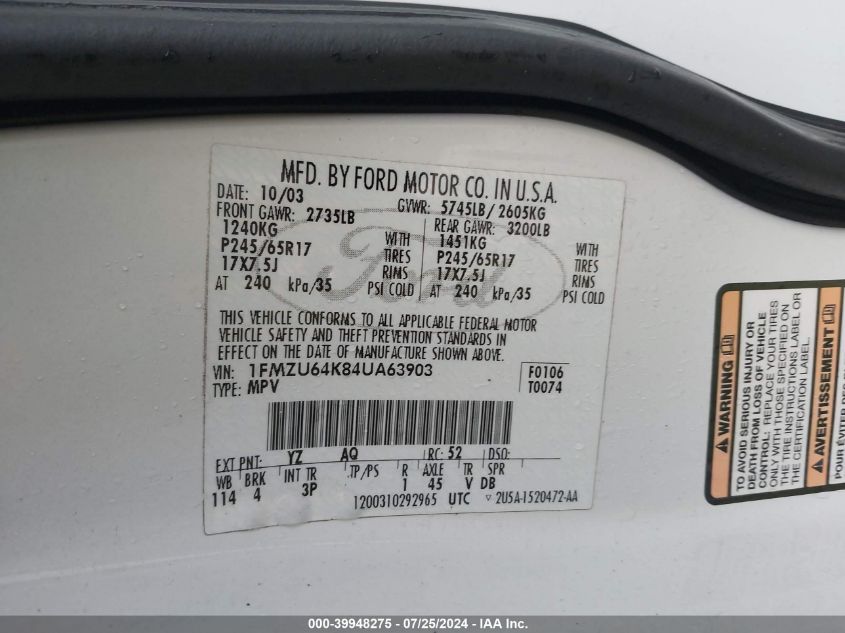 MFD. BY FORD MOTOR CO. IN U.S.A.
DATE: 10/03 GVWR: 5745LB / 2605KG
FRONT GAWR: 2735LB REAR GAWR: 3200LB
1240KG WITH 1451KG WITH
P245/65R17 TIRES P245/65R17 TIRES
17X7.5J RIMS 17X7.5J RIMS
AT 240 kPa/35 PSI COLD AT 240 kPa/35 PSI COLD
Ford
THIS VEHICLE CONFORMS TO ALL APPLICABLE FEDERAL MOTOR
VEHICLE SAFETY AND THEFT PREVENTION STANDARDS IN
EFFECT ON THE DATE OF MANUFACTURE SHOWN ABOVE.
VIN: 1FMZU64K84UA63903 F0106
TYPE: MPV T0074
EXT PNT: YZ AQ RC: 52 DSO:
WB BRK INT TR TP/PS R AXLE TR SPR
114 4 3P 1 45 V DB
1200310292965 UTC ▽ 2U5A-1520472-AA
TO AVOID SERIOUS INJURY OR
DEATH FROM LOSS OF VEHICLE
CONTROL: REPLACE YOUR TIRES
ONLY WITH THOSE SPECIFIED ON
THE TIRE INSTRUCTIONS LABEL OR
THE CERTIFICATION LABEL.
AVERTISSEMENT
POUR ÉVITER DES
000-39948275 - 07/25/2024 - IAA Inc.